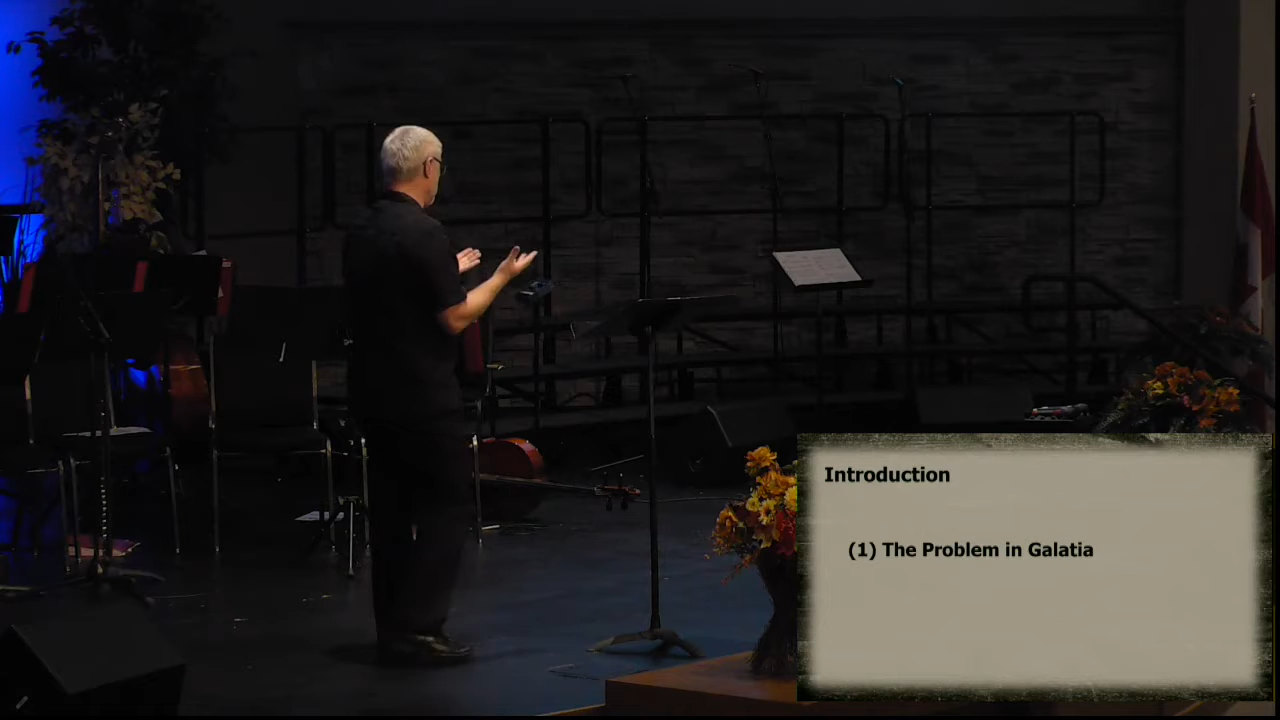 Introduction
(1) The Problem in Galatia